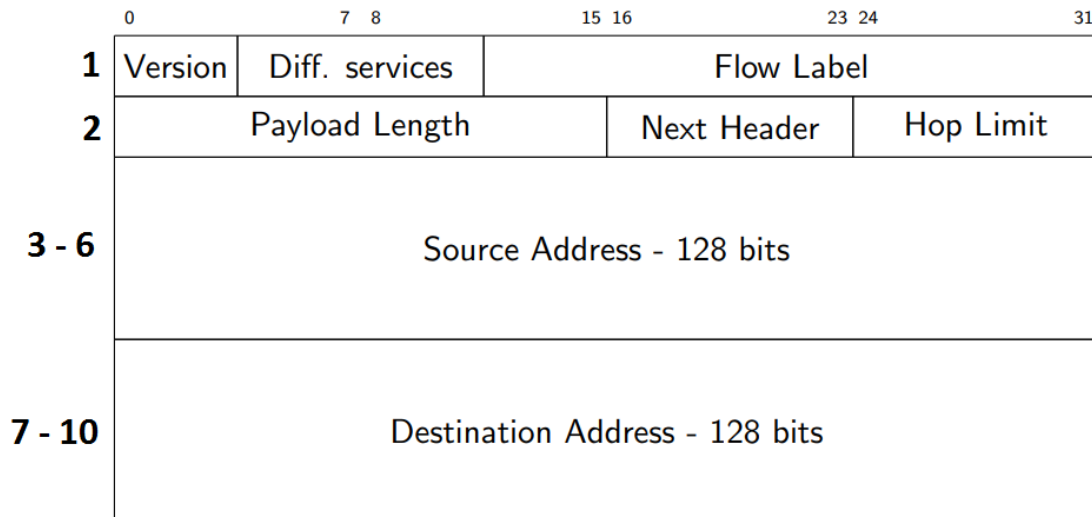 0 7 8 15 16 23 24 31
1 Version Diff. services Flow Label
2 Payload Length Next Header Hop Limit
3 - 6 Source Address - 128 bits
7 - 10 Destination Address - 128 bits